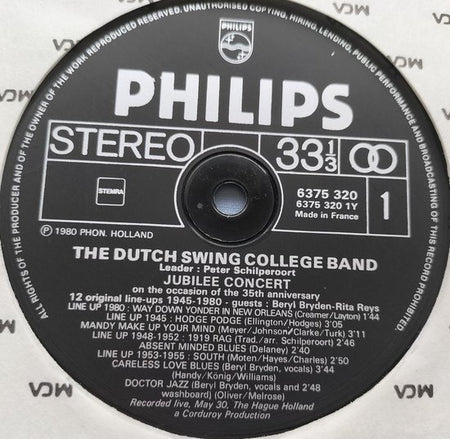 ALL RIGHTS OF THE PRODUCER AND OF THE OWNER OF THE WORK REPRODUCED RESERVED. UNAUTHORISED COPYING, HIRING, LENDING, PUBLIC PERFORMANCE AND BROADCASTING OF THIS RECORD PROHIBITED
PHILIPS
PHILIPS
STEREO 33 1/3
STEMRA
6375 320
6375 320 1Y
Made in France
1
Ⓟ 1980 PHON. HOLLAND
THE DUTCH SWING COLLEGE BAND
Leader : Peter Schilperoort
JUBILEE CONCERT
on the occasion of the 35th anniversary
12 original line-ups 1945-1980 - guests : Beryl Bryden-Rita Reys
LINE UP 1980 : WAY DOWN YONDER IN NEW ORLEANS (Creamer/Layton) 1'44
LINE UP 1945 : HODGE PODGE (Ellington/Hodges) 3'05
MANDY MAKE UP YOUR MIND (Meyer/Johnson/Clarke/Turk) 3'11
LINE UP 1948-1952 : 1919 RAG (Trad./arr. Schilperoort) 2'46
ABSENT MINDED BLUES (Delaney) 2'40
LINE UP 1953-1955 : SOUTH (Moten/Hayes/Charles) 2'50
CARELESS LOVE BLUES (Beryl Bryden, vocals) 3'44
(Handy/König/Williams)
DOCTOR JAZZ (Beryl Bryden, vocals and 2'48
washboard) (Oliver/Melrose)
Recorded live, May 30, The Hague Holland
a Corduroy Production
MCA
MCA
MCA
MCA
MCA
MCA